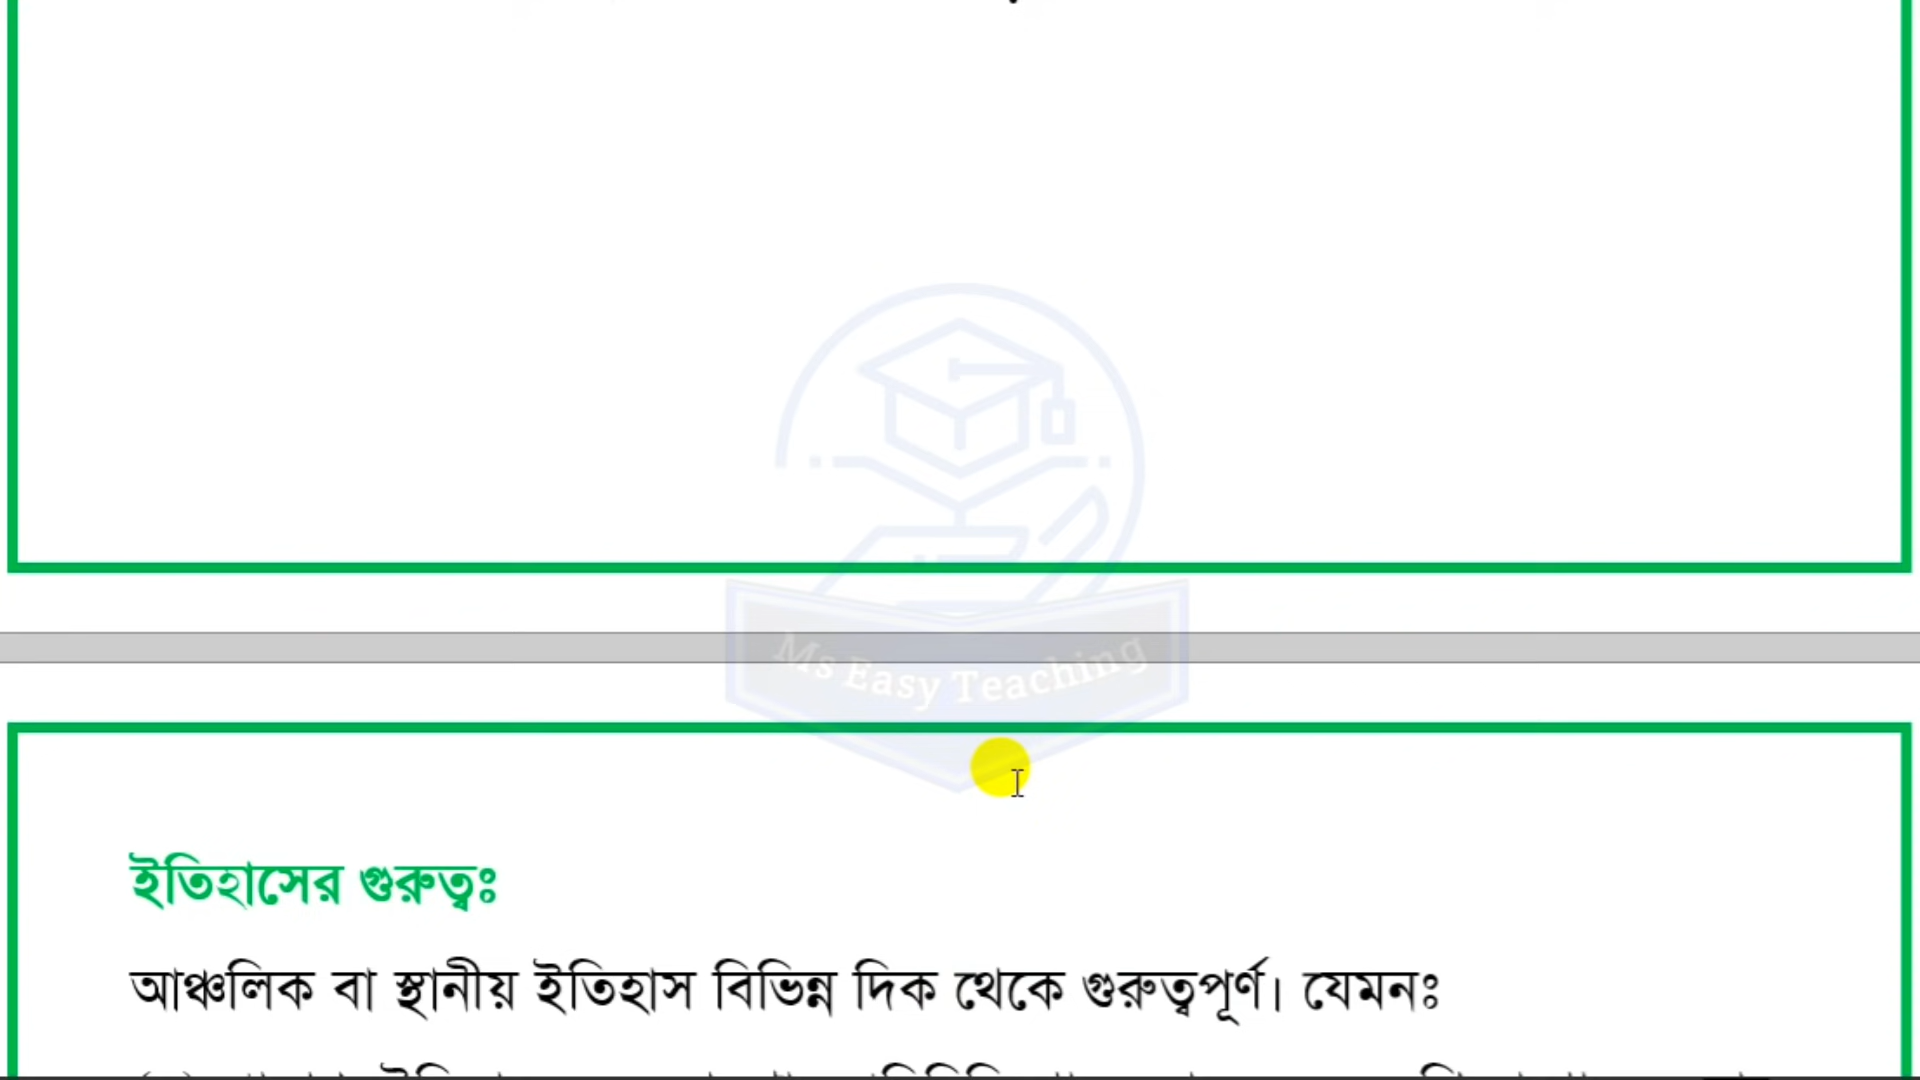 Ms Easy Teaching
ইতিহাসের গুরুত্বঃ
আঞ্চলিক বা স্থানীয় ইতিহাস বিভিন্ন দিক থেকে গুরুত্বপূর্ণ। যেমনঃ